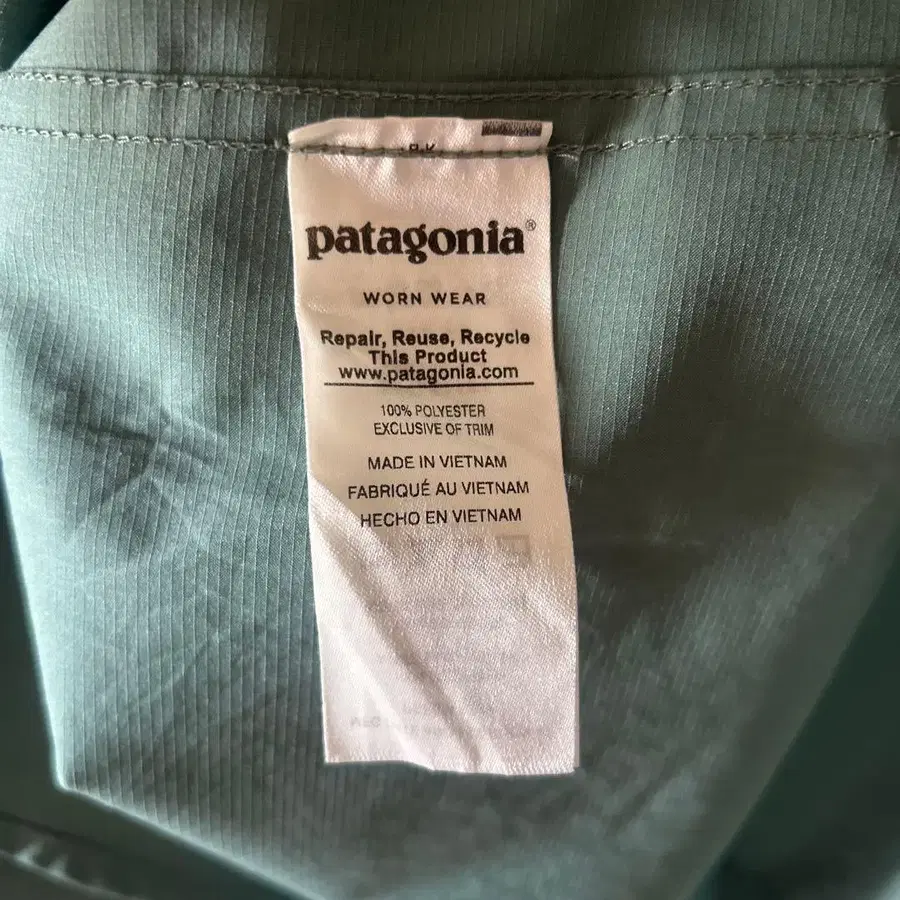 patagonia®
WORN WEAR
Repair, Reuse, Recycle
This Product
www.patagonia.com
100% POLYESTER
EXCLUSIVE OF TRIM
MADE IN VIETNAM
FABRIQUÉ AU VIETNAM
HECHO EN VIETNAM